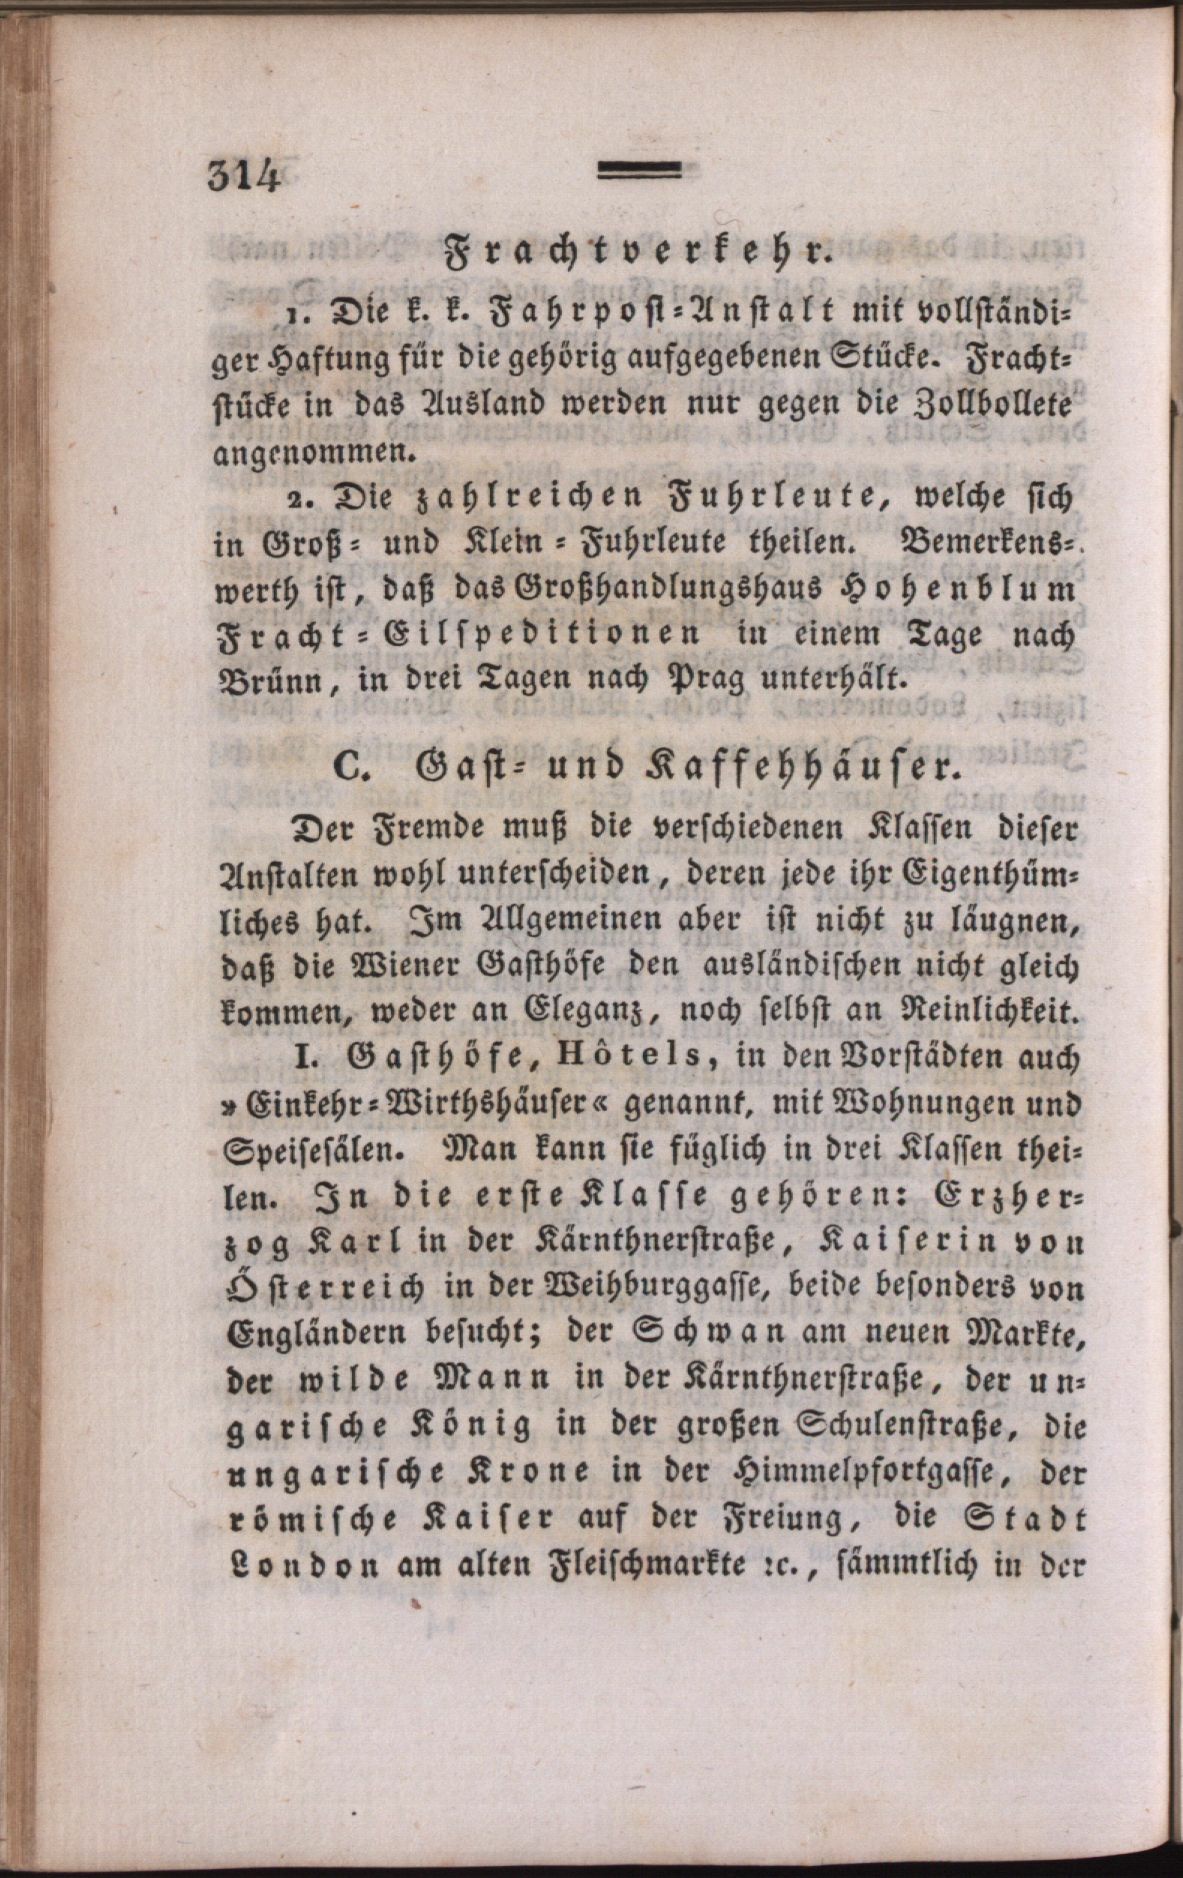 314
Frachtverkehr.
1. Die k. k. Fahrpost-Anstalt mit vollständi-
ger Haftung für die gehörig aufgegebenen Stücke. Fracht-
stücke in das Ausland werden nur gegen die Zollbollete
angenommen.
2. Die zahlreichen Fuhrleute, welche sich
in Groß- und Klein-Fuhrleute theilen. Bemerkens-
werth ist, daß das Großhandlungshaus Hohenblum
Fracht-Eilspeditionen in einem Tage nach
Brünn, in drei Tagen nach Prag unterhält.
C. Gast- und Kaffehhäuser.
Der Fremde muß die verschiedenen Klassen dieser
Anstalten wohl unterscheiden, deren jede ihr Eigenthüm-
liches hat. Im Allgemeinen aber ist nicht zu läugnen,
daß die Wiener Gasthöfe den ausländischen nicht gleich
kommen, weder an Eleganz, noch selbst an Reinlichkeit.
I. Gasthöfe, Hôtels, in den Vorstädten auch
»Einkehr-Wirthshäuser« genannt, mit Wohnungen und
Speisesälen. Man kann sie füglich in drei Klassen thei-
len. In die erste Klasse gehören: Erzher-
zog Karl in der Kärnthnerstraße, Kaiserin von
Österreich in der Weihburggasse, beide besonders von
Engländern besucht; der Schwan am neuen Markte,
der wilde Mann in der Kärnthnerstraße, der un-
garische König in der großen Schulenstraße, die
ungarische Krone in der Himmelpfortgasse, der
römische Kaiser auf der Freiung, die Stadt
London am alten Fleischmarkte ꝛc., sämmtlich in der